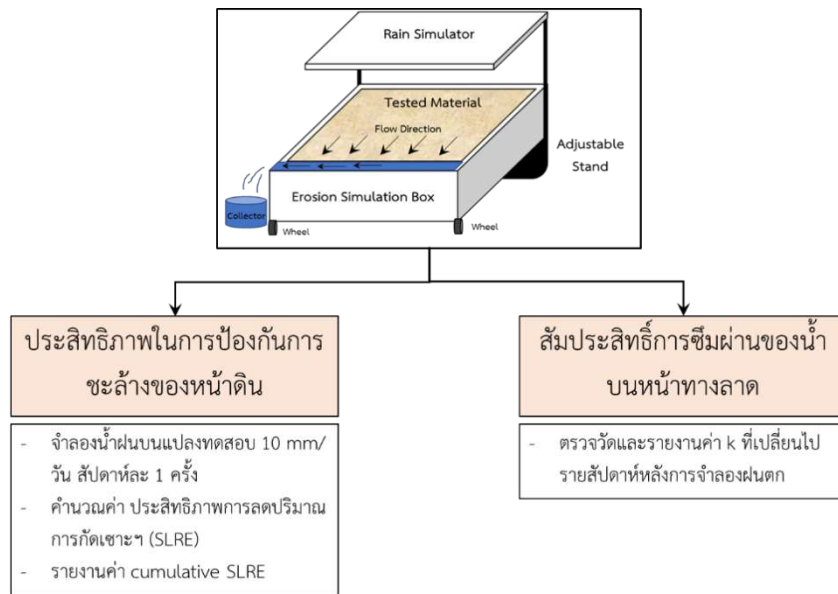 Rain Simulator
Tested Material
Flow Direction
Adjustable
Stand
Erosion Simulation Box
Collector
Wheel
Wheel
ประสิทธิภาพในการป้องกันการ
ชะล้างของหน้าดิน
- จำลองน้ำฝนบนแปลงทดสอบ 10 mm/
วัน สัปดาห์ละ 1 ครั้ง
- คำนวณค่า ประสิทธิภาพการลดปริมาณ
การกัดเซาะฯ (SLRE)
- รายงานค่า cumulative SLRE
สัมประสิทธิ์การซึมผ่านของน้ำ
บนหน้าทางลาด
- ตรวจวัดและรายงานค่า k ที่เปลี่ยนไป
รายสัปดาห์หลังการจำลองฝนตก